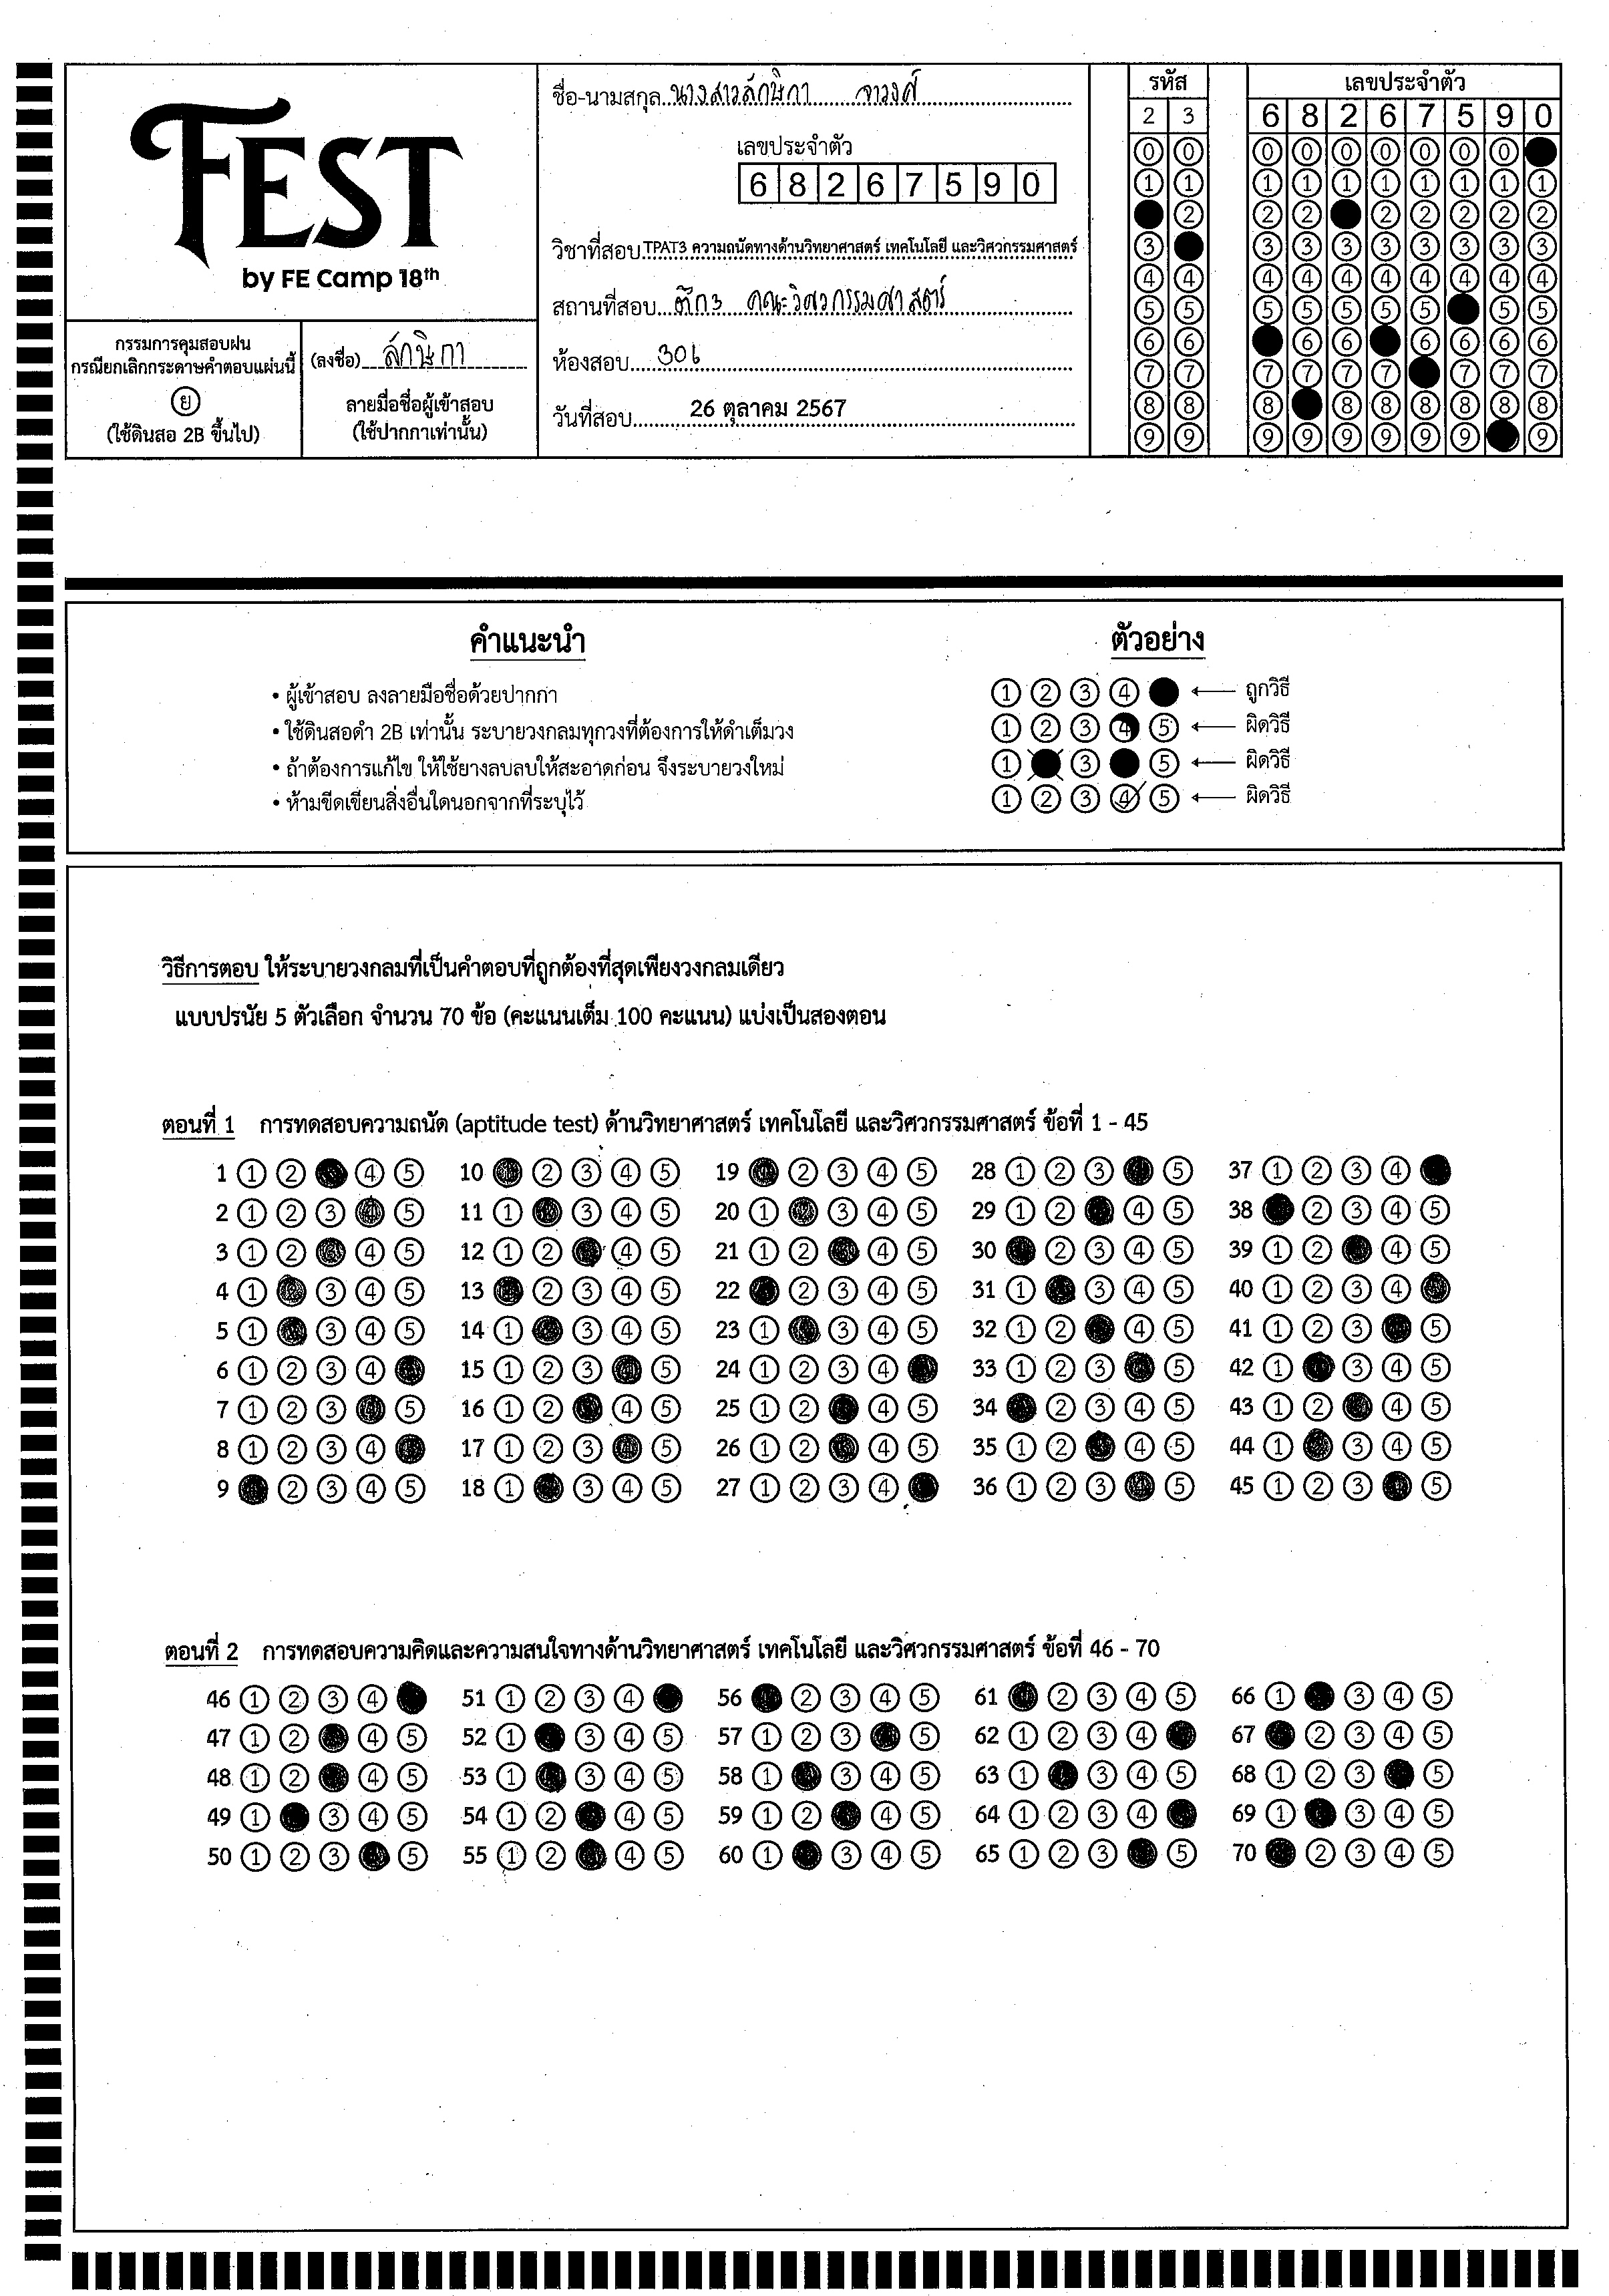 FEST
by FE Camp 18th
กรรมการคุมสอบฝน
กรณียกเลิกกระดาษคำตอบแผ่นนี้
ย
(ใช้ดินสอ 2B ขึ้นไป)
(ลงชื่อ) ลักษิกา
ลายมือชื่อผู้เข้าสอบ
(ใช้ปากกาเท่านั้น)
ชื่อ-นามสกุล นางสาวลักษิกา
เลขประจำตัว
6 8 2 6 7 5 9 0
วิชาที่สอบ TPAT3 ความถนัดทางด้านวิทยาศาสตร์ เทคโนโลยี และวิศวกรรมศาสตร์
สถานที่สอบ ตึก3 คณะวิศวกรรมศาสตร์
ห้องสอบ 306
วันที่สอบ 26 ตุลาคม 2567
รหัส
2 3
0 0
1 1
2
3
4 4
5 5
6 6
7 7
8 8
9 9
เลขประจำตัว
6 8 2 6 7 5 9 0
0 0 0 0 0 0 0
1 1 1 1 1 1 1 1
2 2 2 2 2 2 2
3 3 3 3 3 3 3 3
4 4 4 4 4 4 4 4
5 5 5 5 5 5 5
6 6 6 6 6 6
7 7 7 7 7 7 7
8 8 8 8 8 8 8
9 9 9 9 9 9 9
คำแนะนำ
• ผู้เข้าสอบ ลงลายมือชื่อด้วยปากกา
• ใช้ดินสอดำ 2B เท่านั้น ระบายวงกลมทุกวงที่ต้องการให้ดำเต็มวง
• ถ้าต้องการแก้ไข ให้ใช้ยางลบลบให้สะอาดก่อน จึงระบายวงใหม่
• ห้ามขีดเขียนสิ่งอื่นใดนอกจากที่ระบุไว้
ตัวอย่าง
1 2 3 4 ← ถูกวิธี
1 2 3 4 5 ← ผิดวิธี
1 3 5 ← ผิดวิธี
1 2 3 4 5 ← ผิดวิธี
วิธีการตอบ ให้ระบายวงกลมที่เป็นคำตอบที่ถูกต้องที่สุดเพียงวงกลมเดียว
แบบปรนัย 5 ตัวเลือก จำนวน 70 ข้อ (คะแนนเต็ม 100 คะแนน) แบ่งเป็นสองตอน
ตอนที่ 1 การทดสอบความถนัด (aptitude test) ด้านวิทยาศาสตร์ เทคโนโลยี และวิศวกรรมศาสตร์ ข้อที่ 1 - 45
1 1 2 4 5 10 2 3 4 5 19 2 3 4 5 28 1 2 3 5 37 1 2 3 4
2 1 2 3 5 11 1 3 4 5 20 1 3 4 5 29 1 2 4 5 38 2 3 4 5
3 1 2 4 5 12 1 2 4 5 21 1 2 4 5 30 2 3 4 5 39 1 2 4 5
4 1 3 4 5 13 2 3 4 5 22 2 3 4 5 31 1 3 4 5 40 1 2 3 4
5 1 3 4 5 14 1 3 4 5 23 1 3 4 5 32 1 2 4 5 41 1 2 3 5
6 1 2 3 4 15 1 2 3 5 24 1 2 3 4 33 1 2 3 5 42 1 3 4 5
7 1 2 3 5 16 1 2 4 5 25 1 2 4 5 34 2 3 4 5 43 1 2 4 5
8 1 2 3 4 17 1 2 3 5 26 1 2 4 5 35 1 2 4 5 44 1 3 4 5
9 2 3 4 5 18 1 3 4 5 27 1 2 3 4 36 1 2 3 5 45 1 2 3 5
ตอนที่ 2 การทดสอบความคิดและความสนใจทางด้านวิทยาศาสตร์ เทคโนโลยี และวิศวกรรมศาสตร์ ข้อที่ 46 - 70
46 1 2 3 4 51 1 2 3 4 56 2 3 4 5 61 2 3 4 5 66 1 3 4 5
47 1 2 4 5 52 1 3 4 5 57 1 2 3 5 62 1 2 3 4 67 2 3 4 5
48 1 2 4 5 53 1 3 4 5 58 1 3 4 5 63 1 3 4 5 68 1 2 3 5
49 1 3 4 5 54 1 2 4 5 59 1 2 4 5 64 1 2 3 4 69 1 3 4 5
50 1 2 3 5 55 1 2 4 5 60 1 3 4 5 65 1 2 3 5 70 2 3 4 5